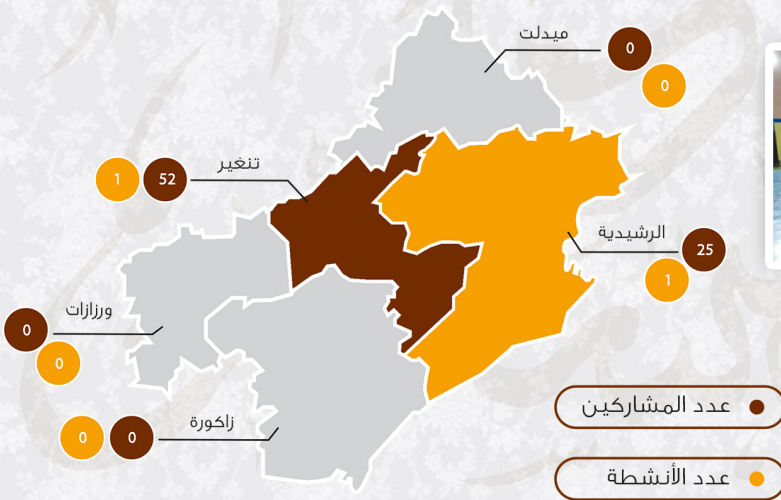 ميدلت
0
0
تنغير
52
1
الرشيدية
25
1
ورزازات
0
0
زاكورة
0
0
عدد المشاركين
عدد الأنشطة